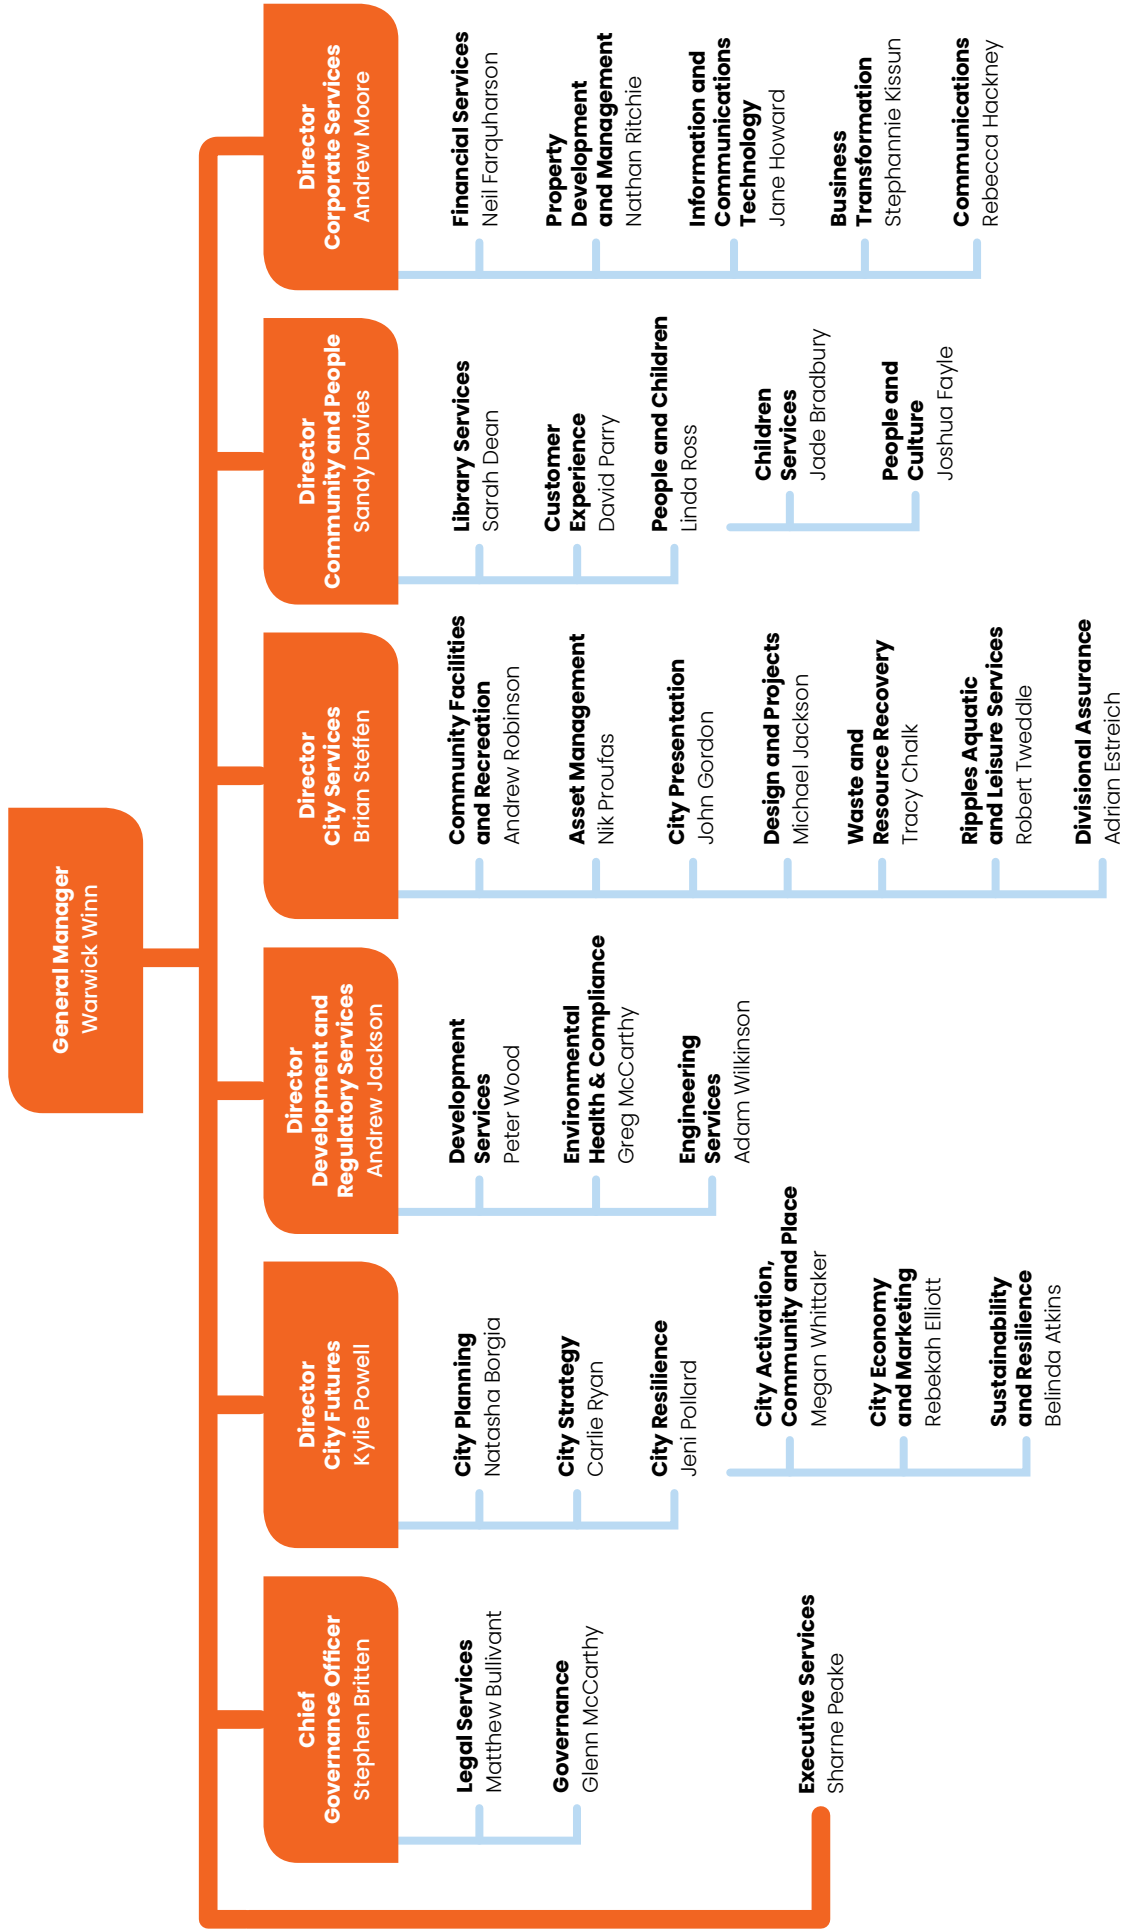 General Manager
Warwick Winn
Chief
Governance Officer
Stephen Britten
Legal Services
Matthew Bullivant
Governance
Glenn McCarthy
Executive Services
Sharne Peake
Director
City Futures
Kylie Powell
City Planning
Natasha Borgia
City Strategy
Carlie Ryan
City Resilience
Jeni Pollard
City Activation,
Community and Place
Megan Whittaker
City Economy
and Marketing
Rebekah Elliott
Sustainability
and Resilience
Belinda Atkins
Director
Development and
Regulatory Services
Andrew Jackson
Development
Services
Peter Wood
Environmental
Health & Compliance
Greg McCarthy
Engineering
Services
Adam Wilkinson
Director
City Services
Brian Steffen
Community Facilities
and Recreation
Andrew Robinson
Asset Management
Nik Proufas
City Presentation
John Gordon
Design and Projects
Michael Jackson
Waste and
Resource Recovery
Tracy Chalk
Ripples Aquatic
and Leisure Services
Robert Tweddle
Divisional Assurance
Adrian Estreich
Director
Community and People
Sandy Davies
Library Services
Sarah Dean
Customer
Experience
David Parry
People and Children
Linda Ross
Children
Services
Jade Bradbury
People and
Culture
Joshua Fayle
Director
Corporate Services
Andrew Moore
Financial Services
Neil Farquharson
Property
Development
and Management
Nathan Ritchie
Information and
Communications
Technology
Jane Howard
Business
Transformation
Stephannie Kissun
Communications
Rebecca Hackney